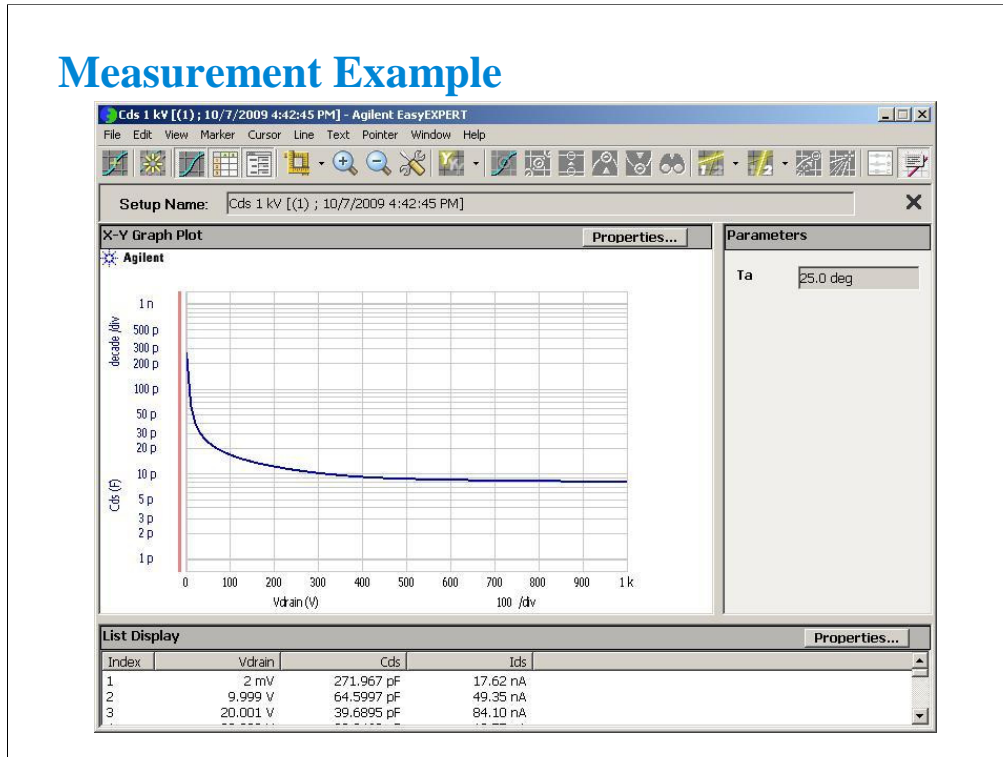 Measurement Example
Cds 1 kV [(1) ; 10/7/2009 4:42:45 PM] - Agilent EasyEXPERT
File Edit View Marker Cursor Line Text Pointer Window Help
Setup Name: Cds 1 kV [(1) ; 10/7/2009 4:42:45 PM]
X-Y Graph Plot Properties...
Parameters
Agilent
Ta 25.0 deg
decade /div
Cds (F)
1 n
500 p
300 p
200 p
100 p
50 p
30 p
20 p
10 p
5 p
3 p
2 p
1 p
0 100 200 300 400 500 600 700 800 900 1 k
Vdrain (V) 100 /div
List Display Properties...
Index Vdrain Cds Ids
1 2 mV 271.967 pF 17.62 nA
2 9.999 V 64.5997 pF 49.35 nA
3 20.001 V 39.6895 pF 84.10 nA